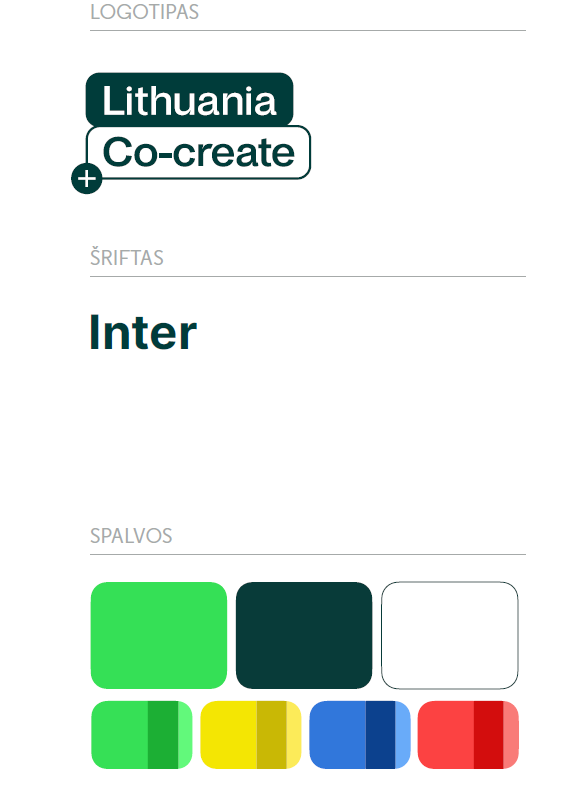 LOGOTIPAS
Lithuania
Co-create
+
ŠRIFTAS
Inter
SPALVOS